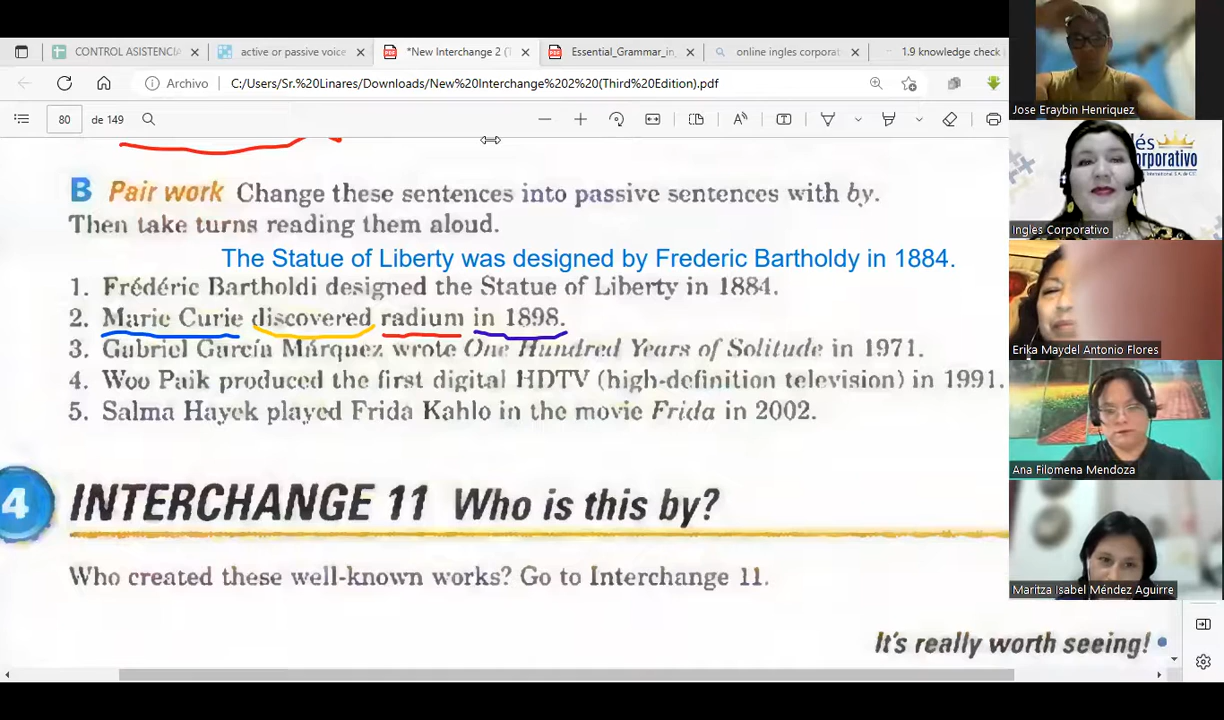 CONTROL ASISTENCIA
active or passive voice
*New Interchange 2 (T
Essential_Grammar_in_
online ingles corporat
1.9 knowledge check |
Archivo
C:/Users/Sr.%20Linares/Downloads/New%20Interchange%202%20(Third%20Edition).pdf
80
de 149
B Pair work Change these sentences into passive sentences with by.
Then take turns reading them aloud.
The Statue of Liberty was designed by Frederic Bartholdy in 1884.
1. Frédéric Bartholdi designed the Statue of Liberty in 1884.
2. Marie Curie discovered radium in 1898.
3. Gabriel García Márquez wrote One Hundred Years of Solitude in 1971.
4. Woo Paik produced the first digital HDTV (high-definition television) in 1991.
5. Salma Hayek played Frida Kahlo in the movie Frida in 2002.
4 INTERCHANGE 11 Who is this by?
Who created these well-known works? Go to Interchange 11.
It's really worth seeing! •
Jose Eraybin Henriquez
Ingles Corporativo
Erika Maydel Antonio Flores
Ana Filomena Mendoza
Maritza Isabel Méndez Aguirre